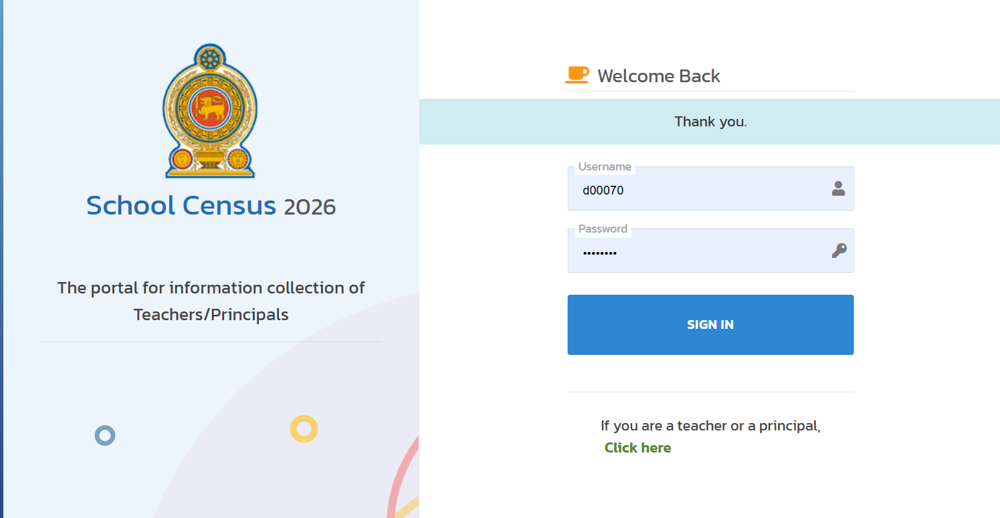 School Census 2026
The portal for information collection of
Teachers/Principals
Welcome Back
Thank you.
Username
d00070
Password
••••••••
SIGN IN
If you are a teacher or a principal,
Click here